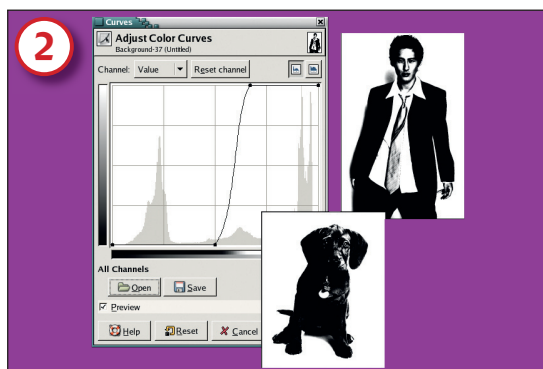 2
Curves
Adjust Color Curves
Background-37 (Untitled)
Channel: Value Reset channel
All Channels
Open Save
Preview
Help Reset Cancel